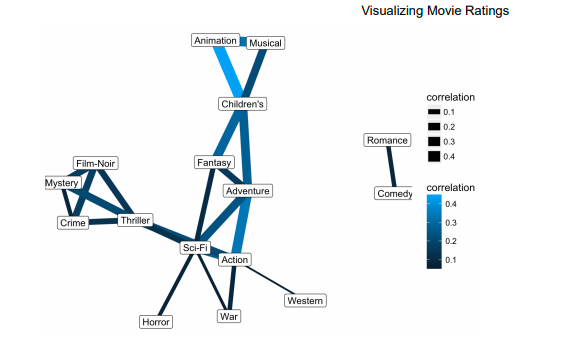 Visualizing Movie Ratings
Animation
Musical
correlation
Children's
0.1
0.2
0.3
0.4
Romance
Fantasy
Film-Noir
Mystery
Adventure
correlation
Comedy
0.4
0.3
0.2
0.1
Crime
Thriller
Sci-Fi
Action
Western
War
Horror